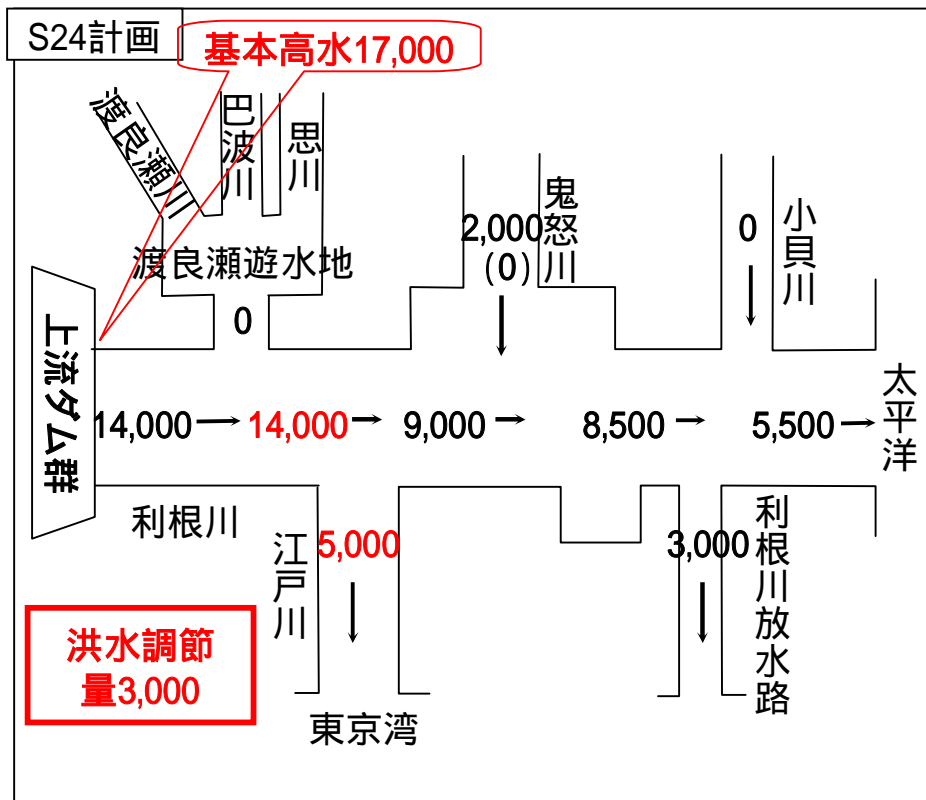 S24計画
基本高水17,000
渡良瀬川
巴波川
思川
鬼怒川
小貝川
2,000
(0)
0
渡良瀬遊水地
0
上流ダム群
14,000
14,000
9,000
8,500
5,500
太平洋
利根川
江戸川
5,000
3,000
利根川放水路
洪水調節
量3,000
東京湾